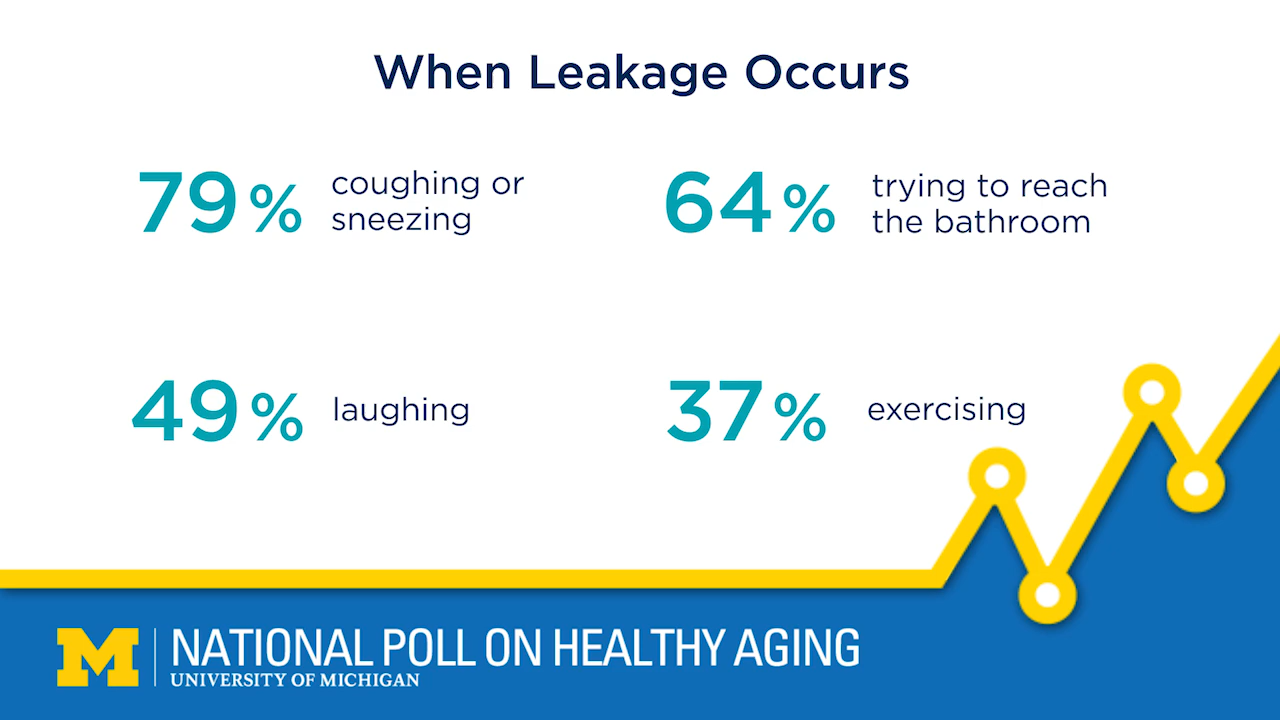 When Leakage Occurs
79% coughing or
sneezing
64% trying to reach
the bathroom
49% laughing
37% exercising
M NATIONAL POLL ON HEALTHY AGING
UNIVERSITY OF MICHIGAN